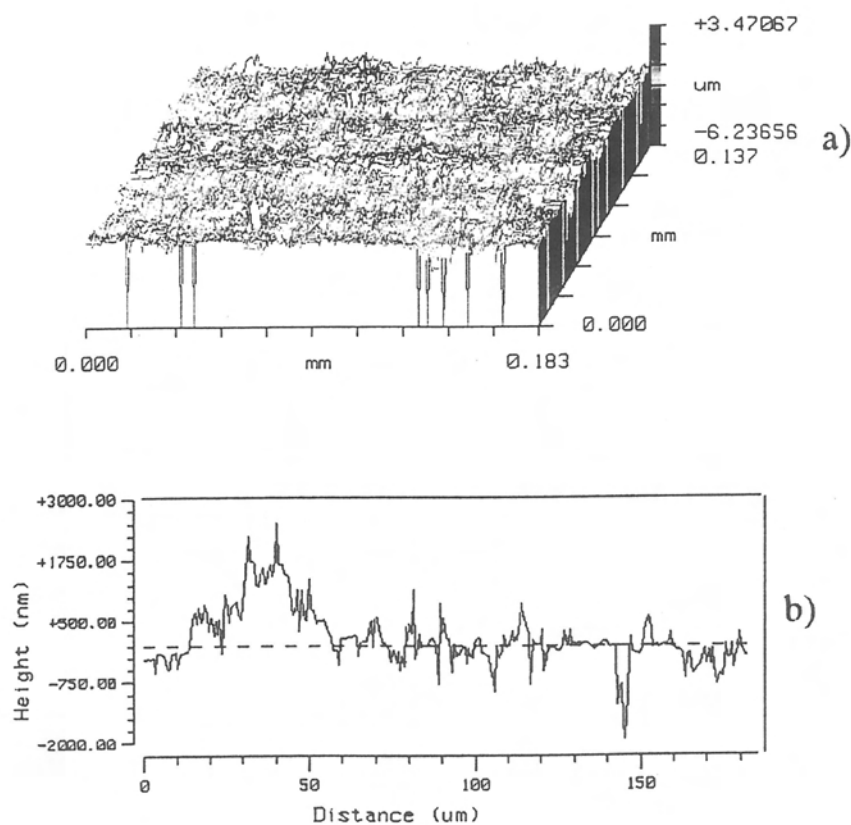 +3.47067
um
-6.23656
0.137
a)
mm
0.000
0.000 mm 0.183
+3000.00
+1750.00
+500.00
-750.00
-2000.00
Height (nm)
b)
0 50 100 150
Distance (um)